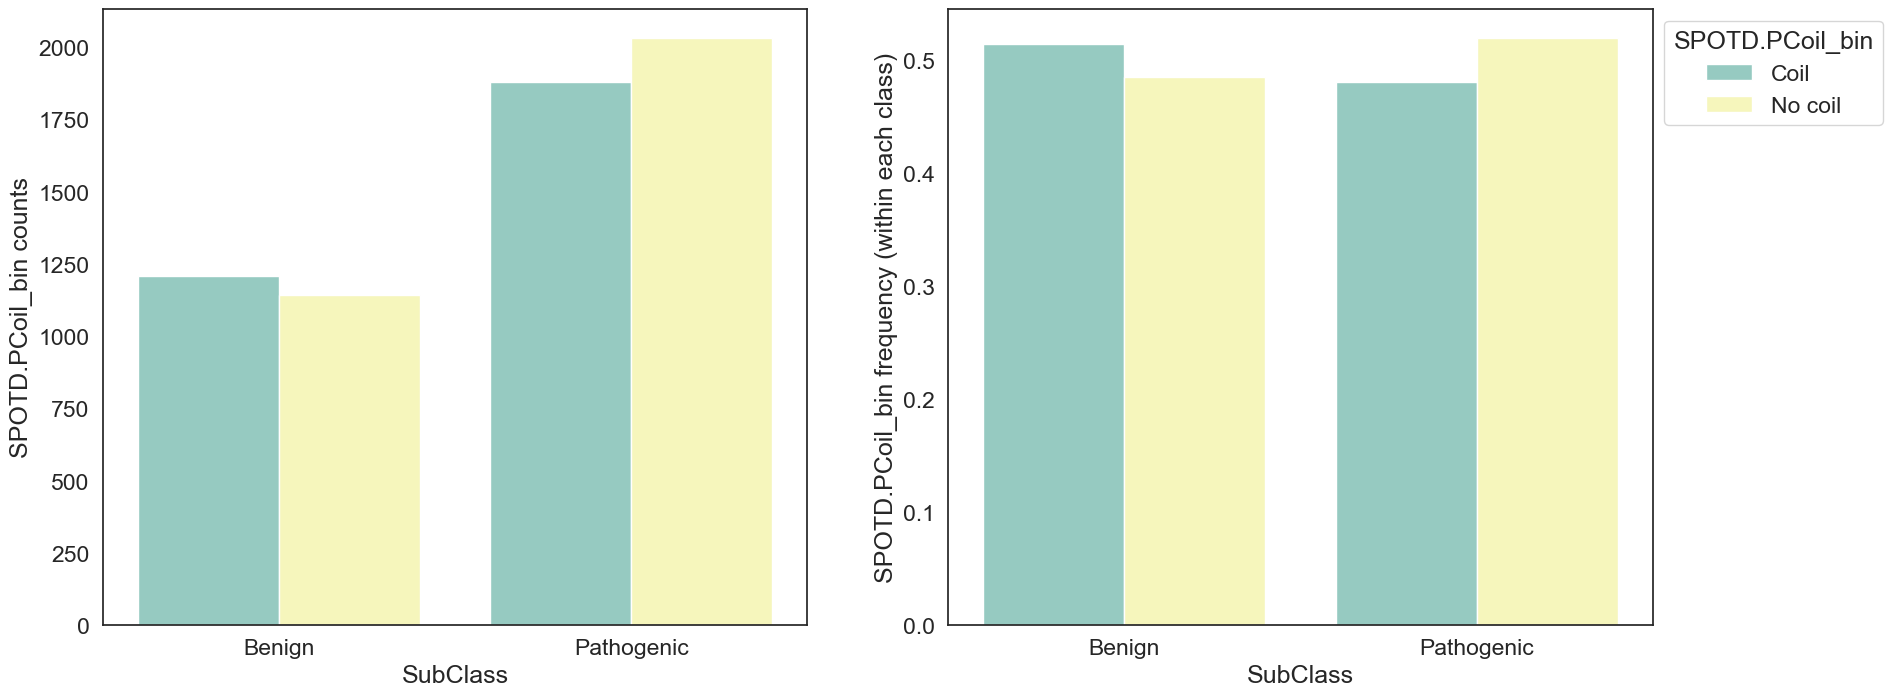 SPOTD.PCoil_bin counts
2000
1750
1500
1250
1000
750
500
250
0
Benign
Pathogenic
SubClass
SPOTD.PCoil_bin frequency (within each class)
0.5
0.4
0.3
0.2
0.1
0.0
Benign
Pathogenic
SubClass
SPOTD.PCoil_bin
Coil
No coil